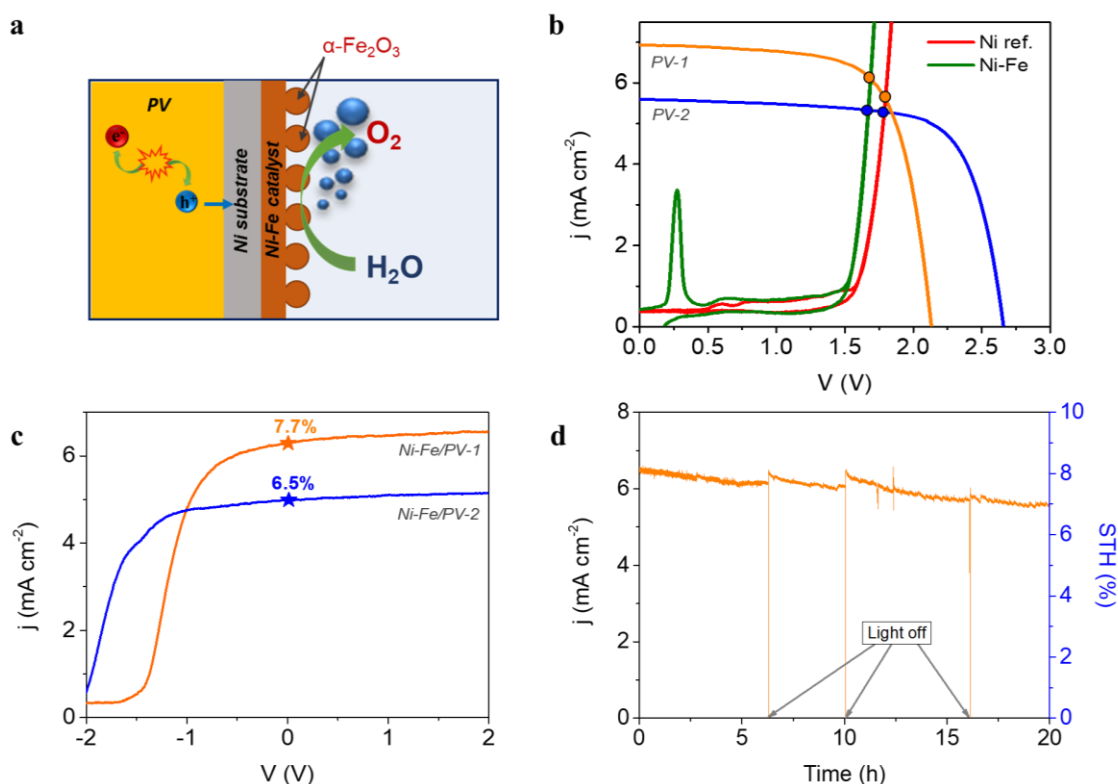 a
α-Fe₂O₃
PV
e⁻
h⁺
Ni substrate
Ni-Fe catalyst
O₂
H₂O
b
Ni ref.
Ni-Fe
PV-1
PV-2
6
4
2
0
0.0 0.5 1.0 1.5 2.0 2.5 3.0
j (mA cm⁻²)
V (V)
c
7.7%
Ni-Fe/PV-1
6.5%
Ni-Fe/PV-2
6
4
2
0
-2 -1 0 1 2
j (mA cm⁻²)
V (V)
d
8
6
4
2
0
10
8
6
4
2
0
Light off
0 5 10 15 20
j (mA cm⁻²)
STH (%)
Time (h)